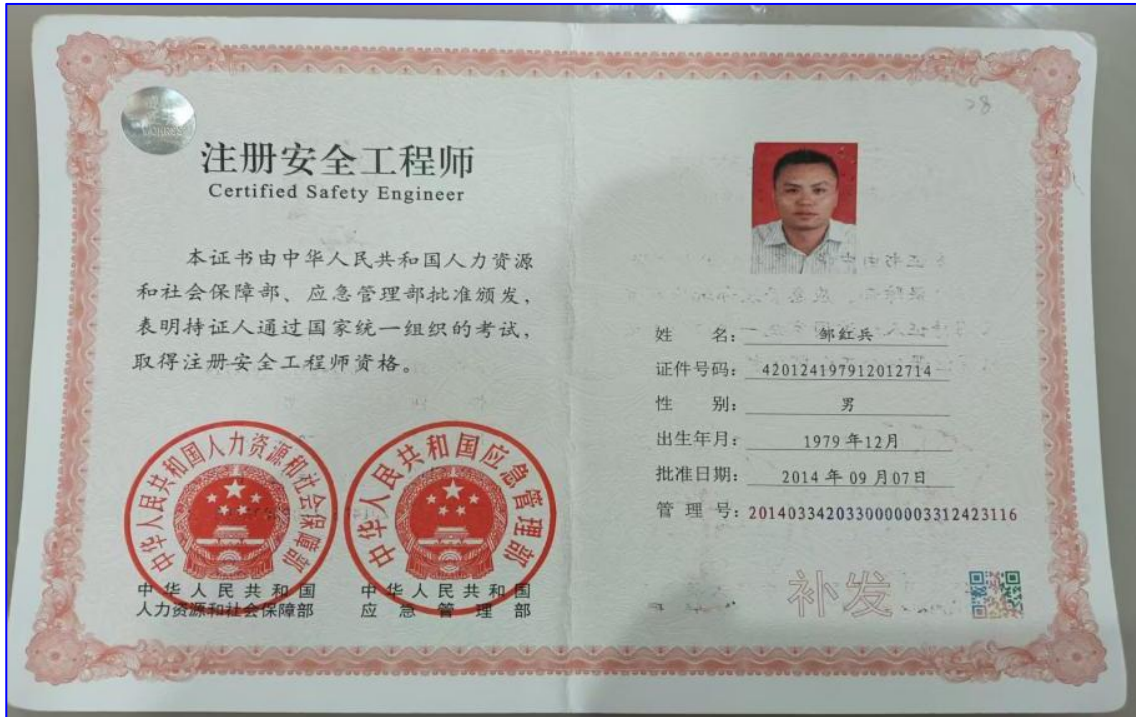 注册安全工程师
Certified Safety Engineer
本证书由中华人民共和国人力资源
和社会保障部、应急管理部批准颁发，
表明持证人通过国家统一组织的考试，
取得注册安全工程师资格。
中华人民共和国人力资源和社会保障部
中华人民共和国应急管理部
中华人民共和国
人力资源和社会保障部
中华人民共和国
应急管理部
28
姓 名：邹红兵
证件号码：420124197912012714
性 别：男
出生年月：1979年12月
批准日期：2014年09月07日
管 理 号：2014033420330000003312423116
补发